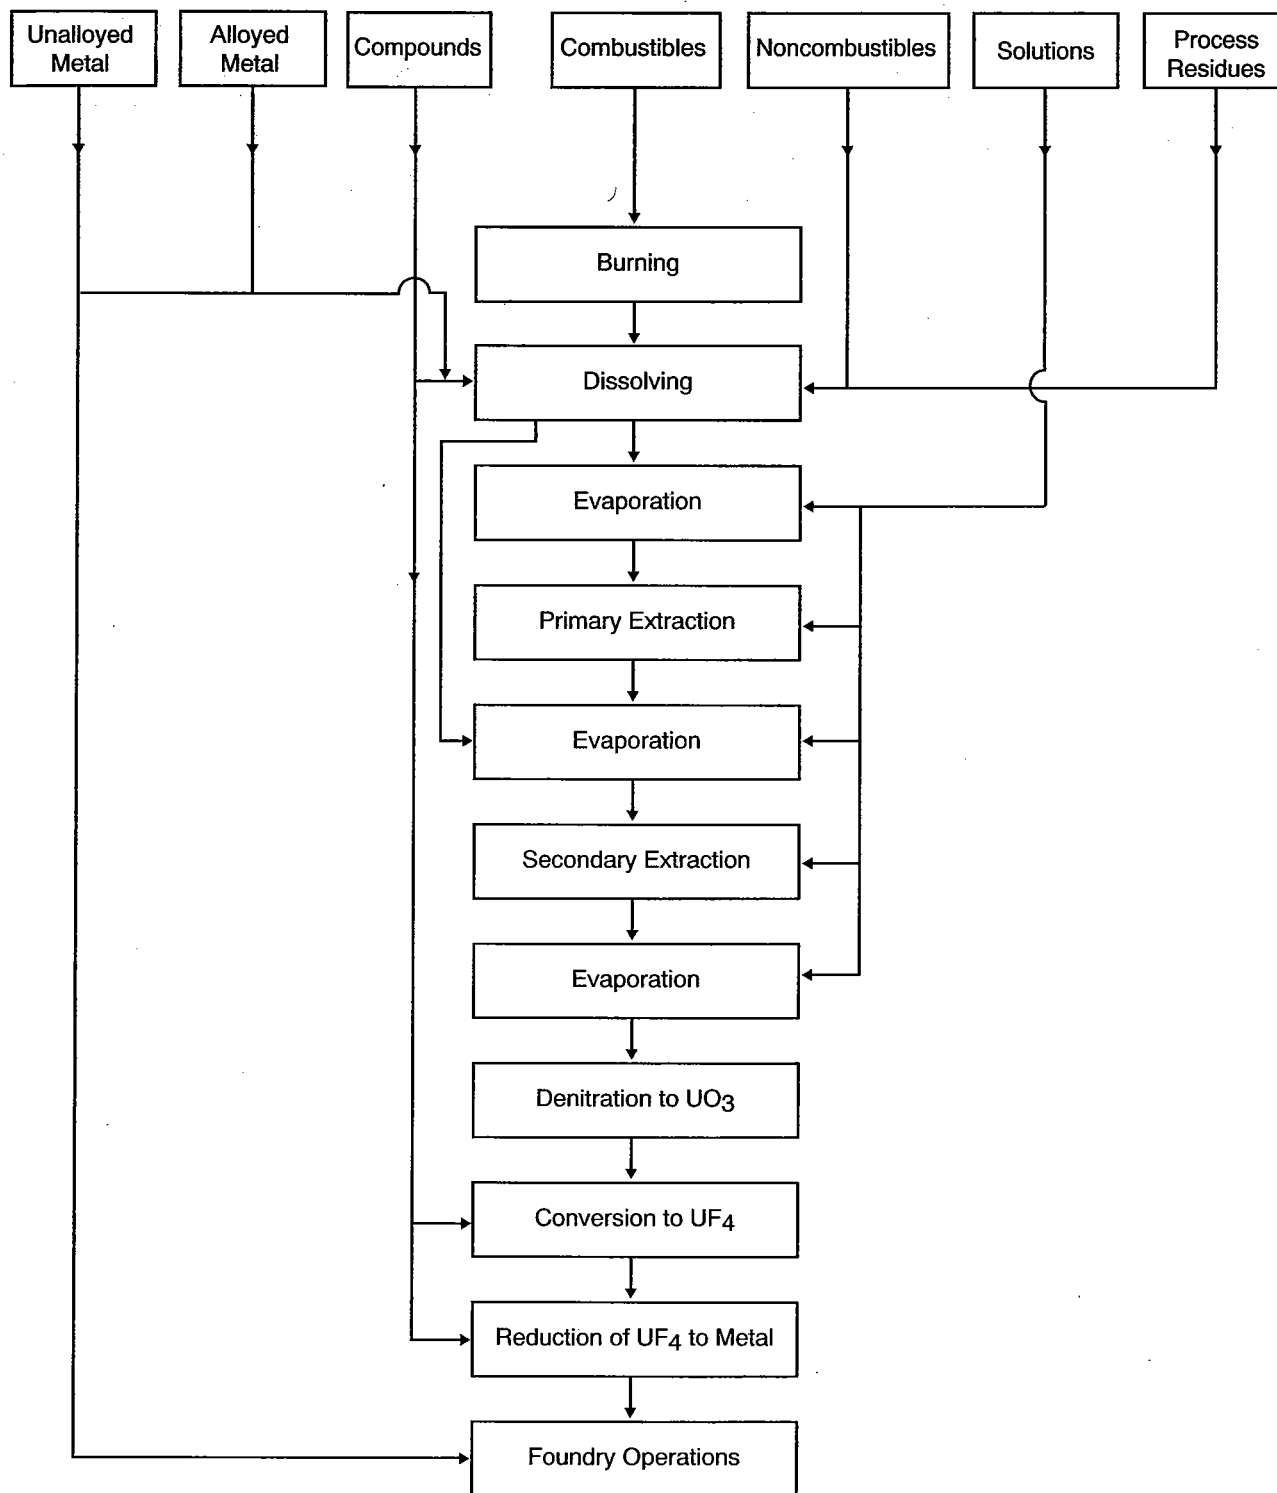 Unalloyed
Metal
Alloyed
Metal
Compounds
Combustibles
Noncombustibles
Solutions
Process
Residues
Burning
Dissolving
Evaporation
Primary Extraction
Evaporation
Secondary Extraction
Evaporation
Denitration to UO3
Conversion to UF4
Reduction of UF4 to Metal
Foundry Operations